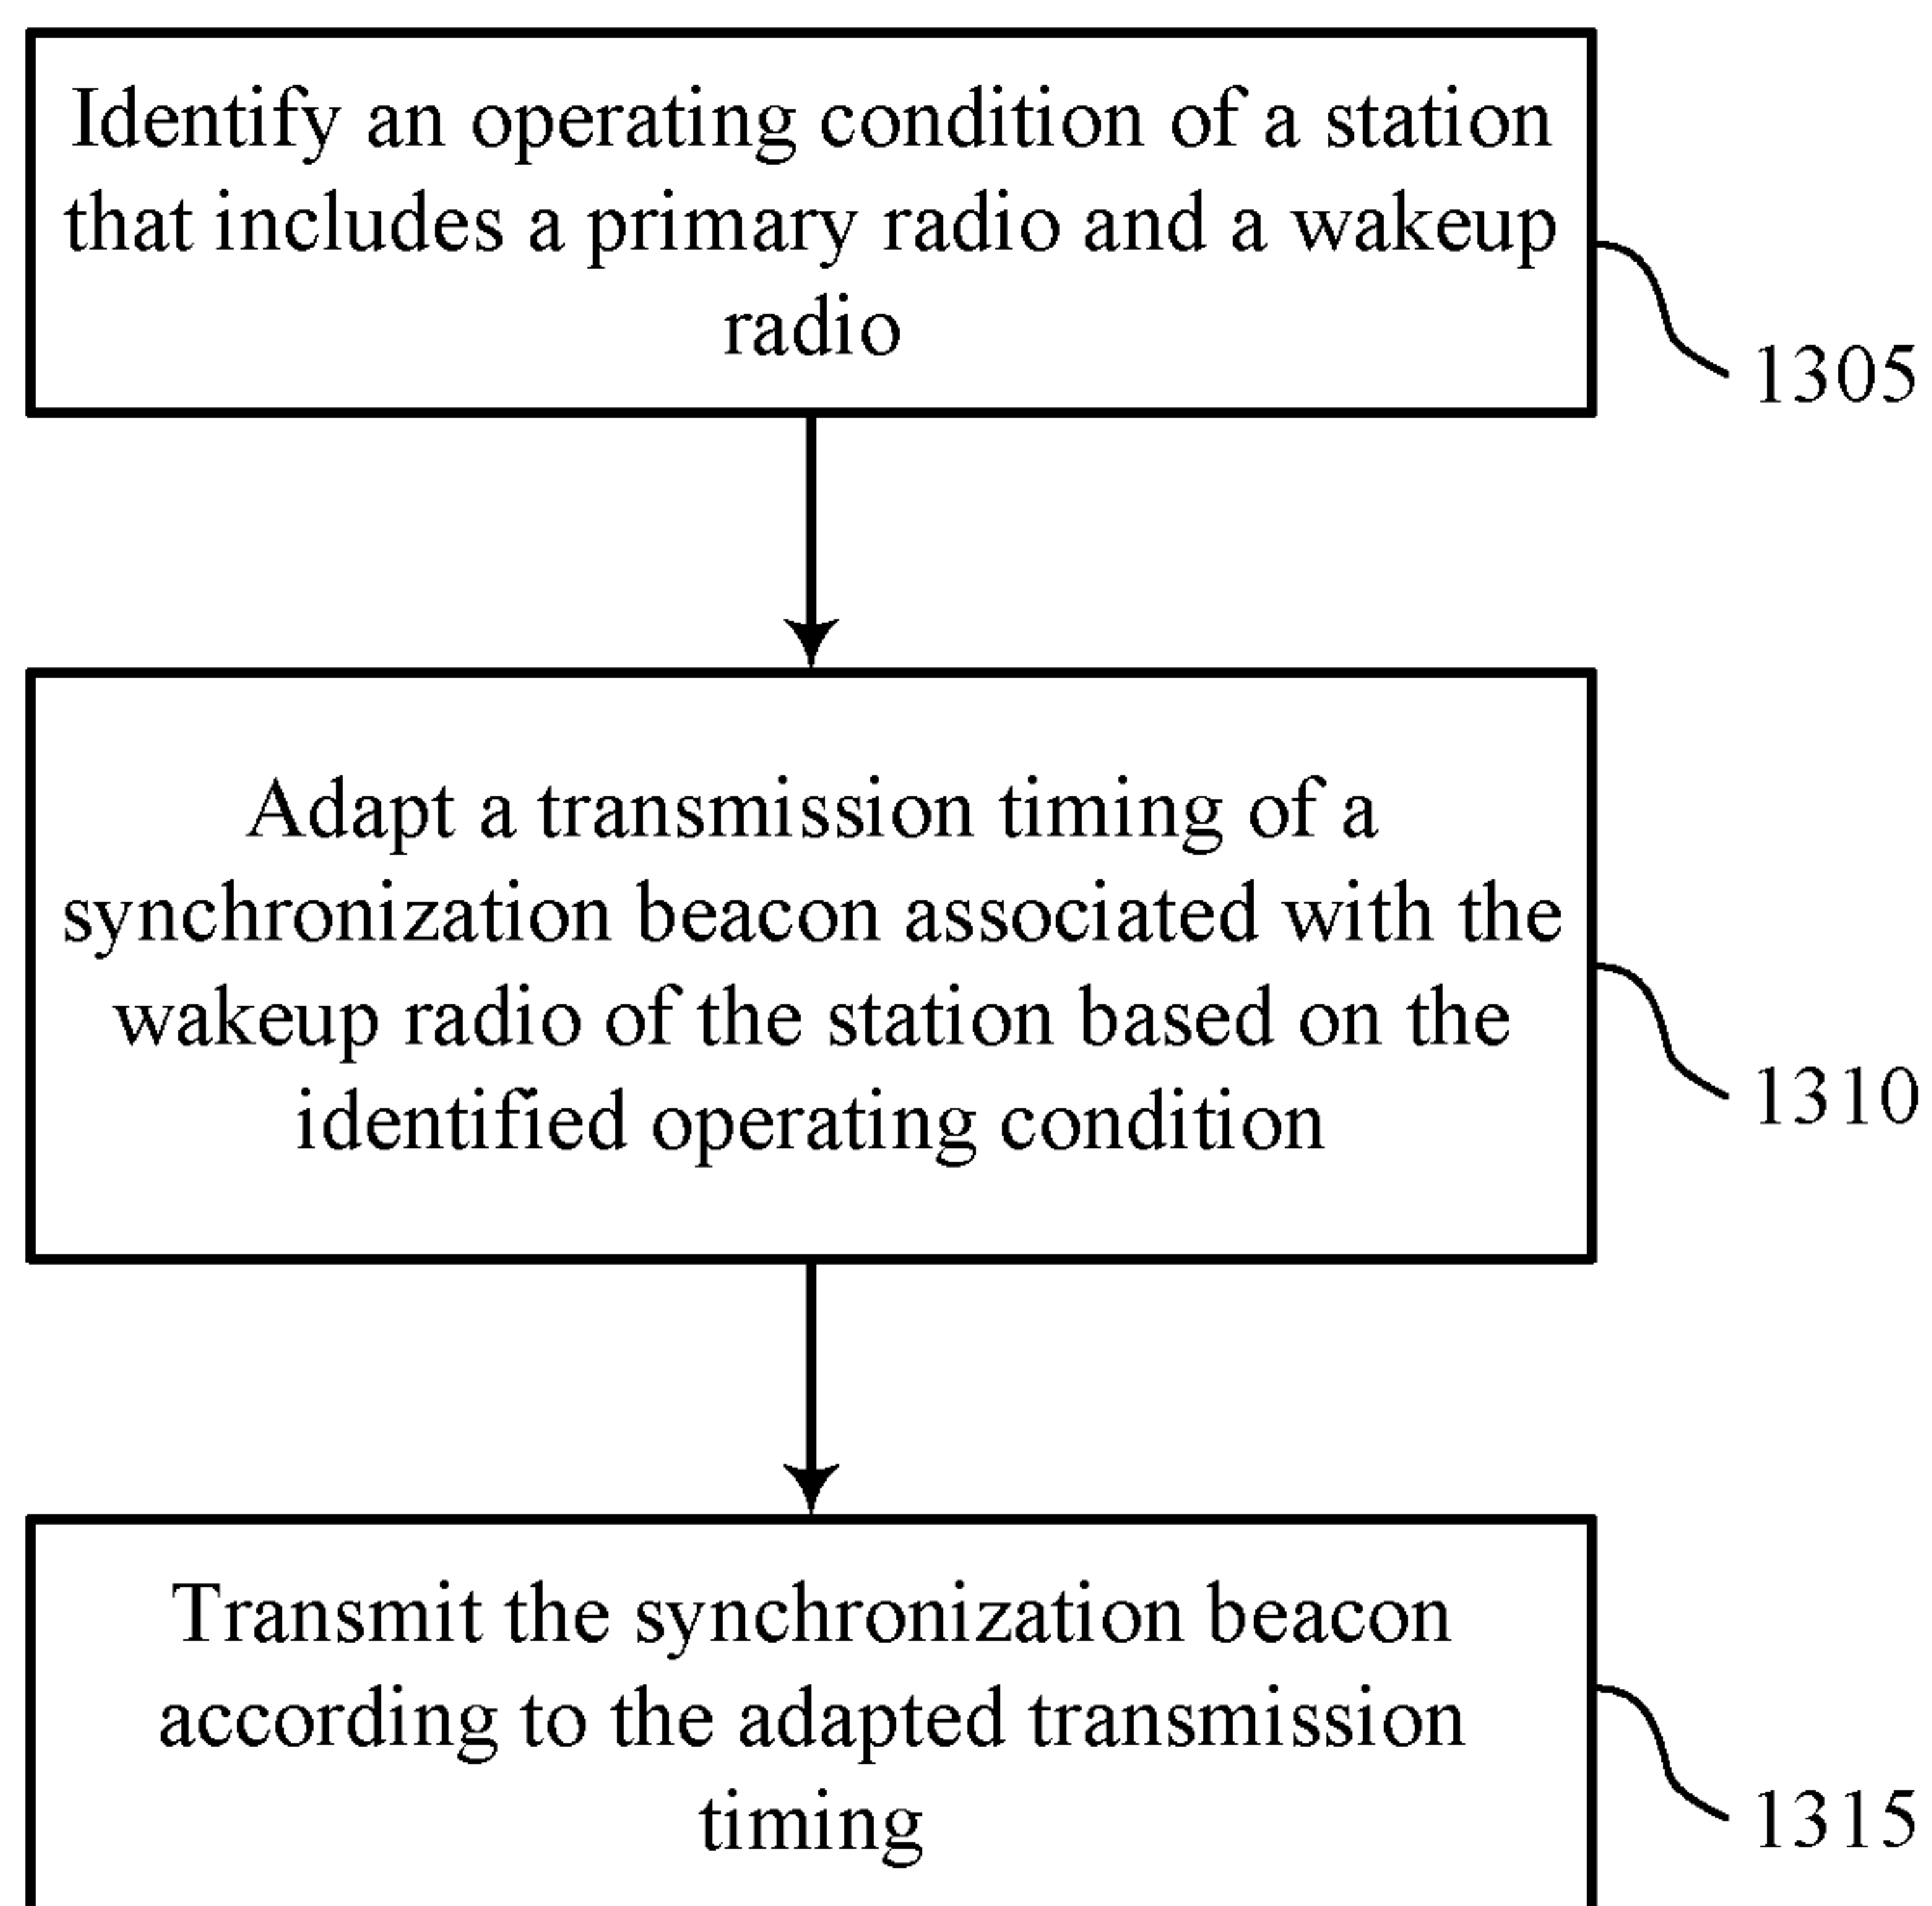 Identify an operating condition of a station
that includes a primary radio and a wakeup
radio
1305
Adapt a transmission timing of a
synchronization beacon associated with the
wakeup radio of the station based on the
identified operating condition
1310
Transmit the synchronization beacon
according to the adapted transmission
timing
1315